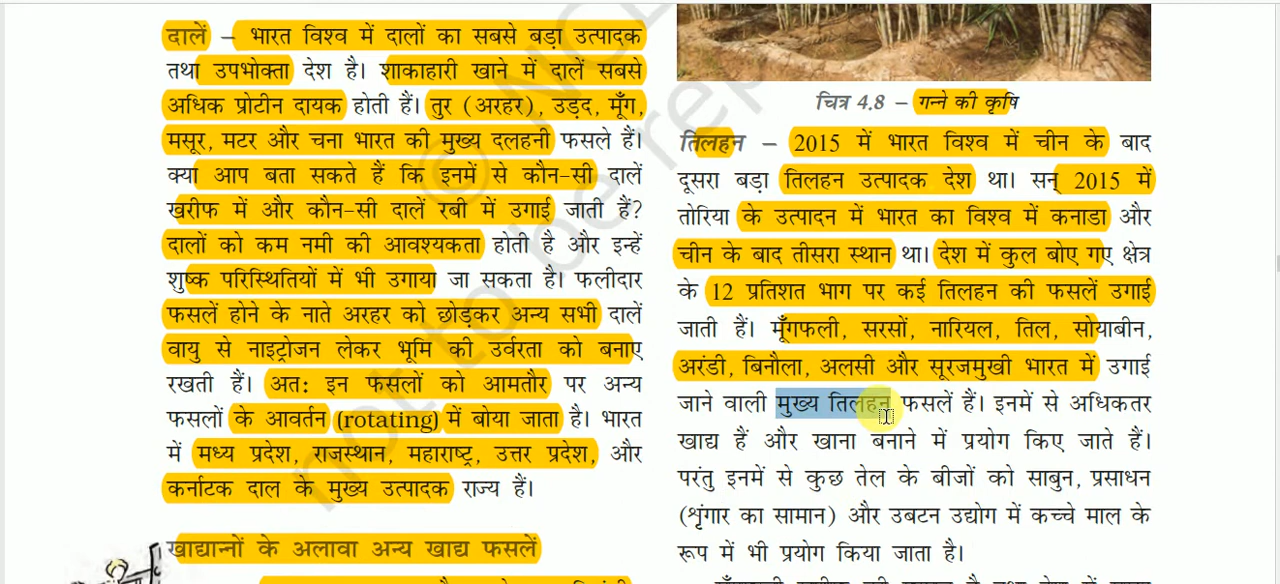 दालें – भारत विश्व में दालों का सबसे बड़ा उत्पादक
तथा उपभोक्ता देश है। शाकाहारी खाने में दालें सबसे
अधिक प्रोटीन दायक होती हैं। तुर (अरहर), उड़द, मूँग,
मसूर, मटर और चना भारत की मुख्य दलहनी फसले हैं।
क्या आप बता सकते हैं कि इनमें से कौन-सी दालें
खरीफ में और कौन-सी दालें रबी में उगाई जाती हैं?
दालों को कम नमी की आवश्यकता होती है और इन्हें
शुष्क परिस्थितियों में भी उगाया जा सकता है। फलीदार
फसलें होने के नाते अरहर को छोड़कर अन्य सभी दालें
वायु से नाइट्रोजन लेकर भूमि की उर्वरता को बनाए
रखती हैं। अत: इन फसलों को आमतौर पर अन्य
फसलों के आवर्तन (rotating) में बोया जाता है। भारत
में मध्य प्रदेश, राजस्थान, महाराष्ट्र, उत्तर प्रदेश, और
कर्नाटक दाल के मुख्य उत्पादक राज्य हैं।
खाद्यान्नों के अलावा अन्य खाद्य फसलें
चित्र 4.8 – गन्ने की कृषि
तिलहन – 2015 में भारत विश्व में चीन के बाद
दूसरा बड़ा तिलहन उत्पादक देश था। सन् 2015 में
तोरिया के उत्पादन में भारत का विश्व में कनाडा और
चीन के बाद तीसरा स्थान था। देश में कुल बोए गए क्षेत्र
के 12 प्रतिशत भाग पर कई तिलहन की फसलें उगाई
जाती हैं। मूँगफली, सरसों, नारियल, तिल, सोयाबीन,
अरंडी, बिनौला, अलसी और सूरजमुखी भारत में उगाई
जाने वाली मुख्य तिलहन फसलें हैं। इनमें से अधिकतर
खाद्य हैं और खाना बनाने में प्रयोग किए जाते हैं।
परंतु इनमें से कुछ तेल के बीजों को साबुन, प्रसाधन
(शृंगार का सामान) और उबटन उद्योग में कच्चे माल के
रूप में भी प्रयोग किया जाता है।
© NCE
not to be rep